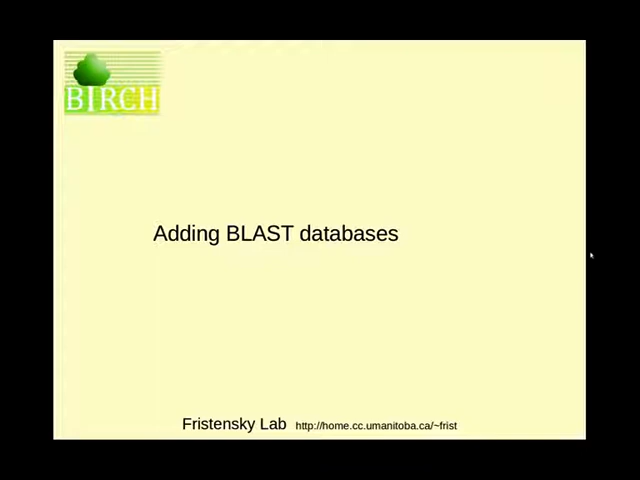 BIRCH
Adding BLAST databases
Fristensky Lab http://home.cc.umanitoba.ca/~frist